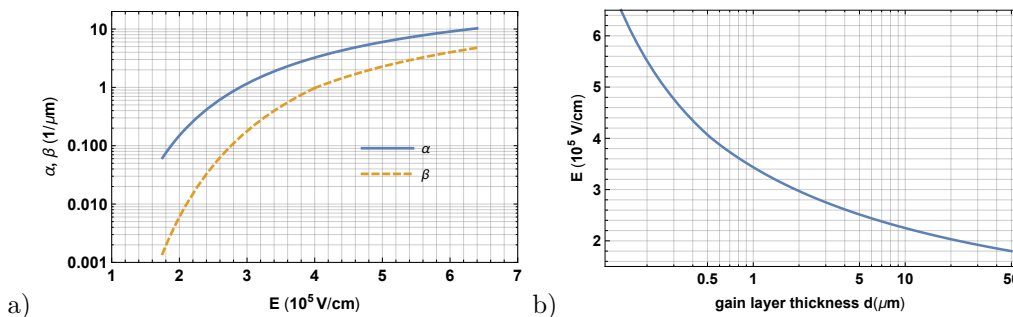 10
1
0.100
0.010
0.001
α, β (1/μm)
α
β
1 2 3 4 5 6 7
E (10⁵ V/cm)
a)
6
5
4
3
2
E (10⁵ V/cm)
0.5 1 5 10 50
gain layer thickness d(μm)
b)